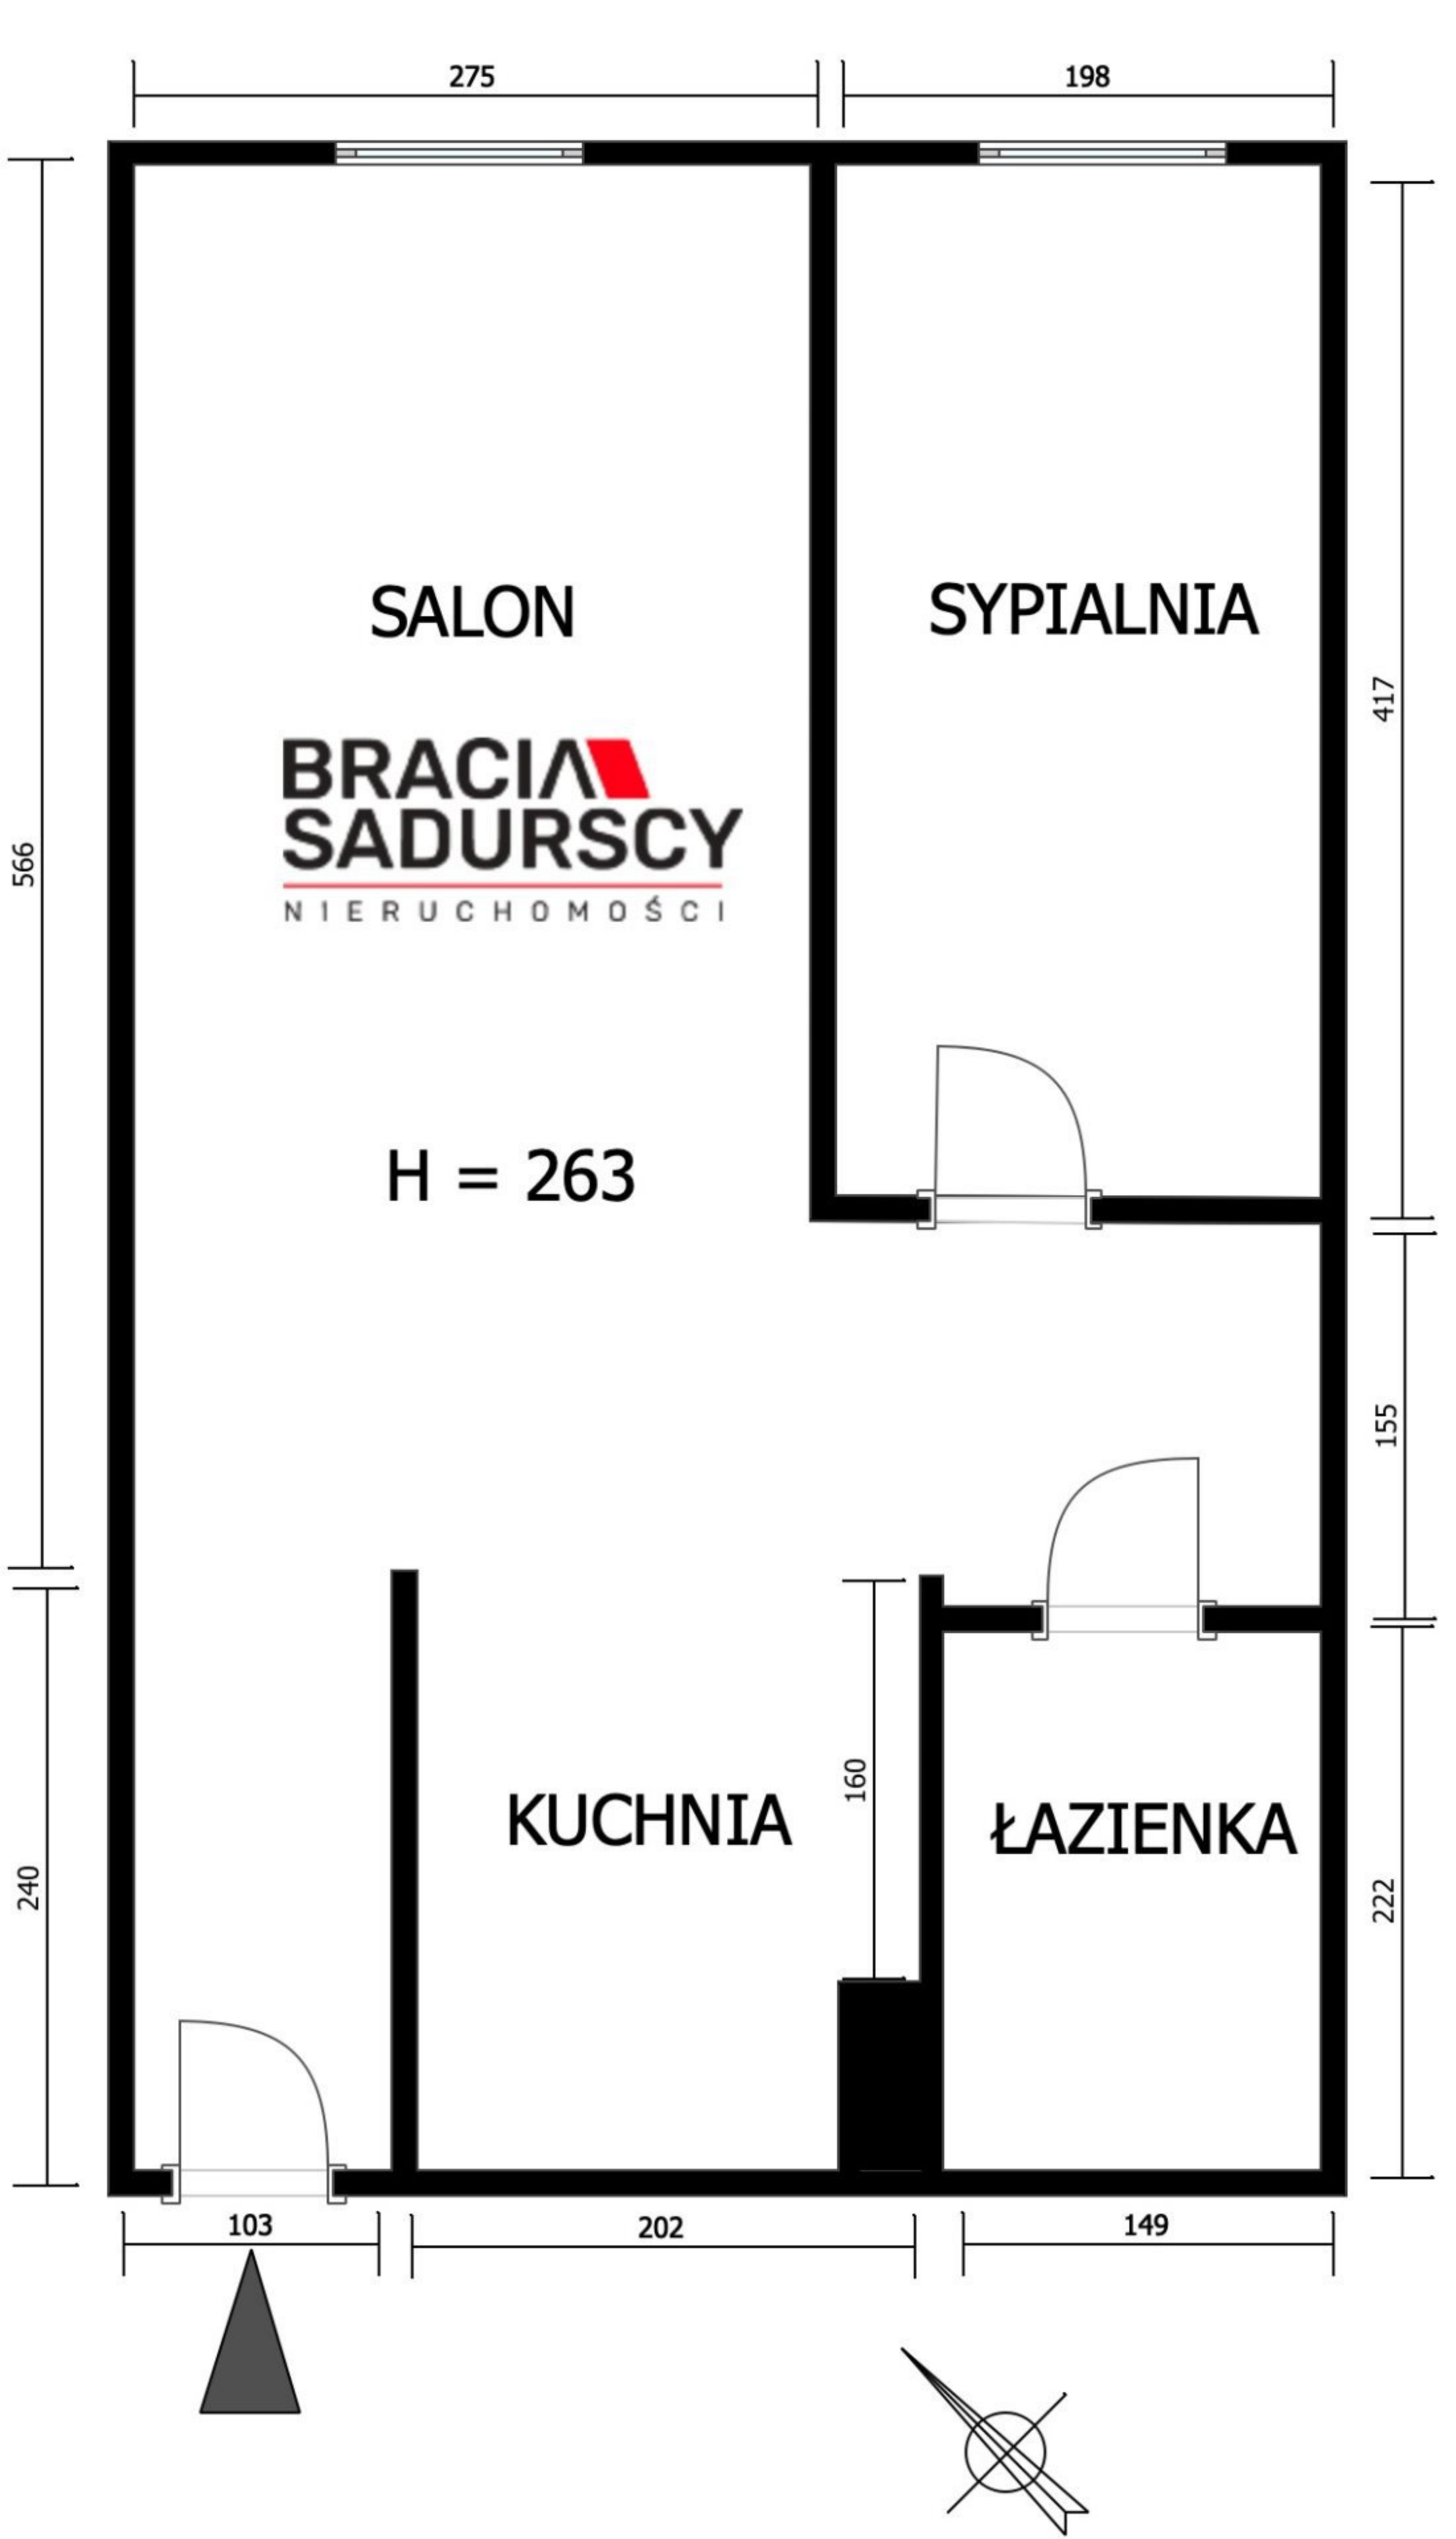 275
198
SALON
SYPIALNIA
417
BRACIA
SADURSCY
NIERUCHOMOŚCI
566
H = 263
155
160
KUCHNIA
ŁAZIENKA
240
222
103
202
149